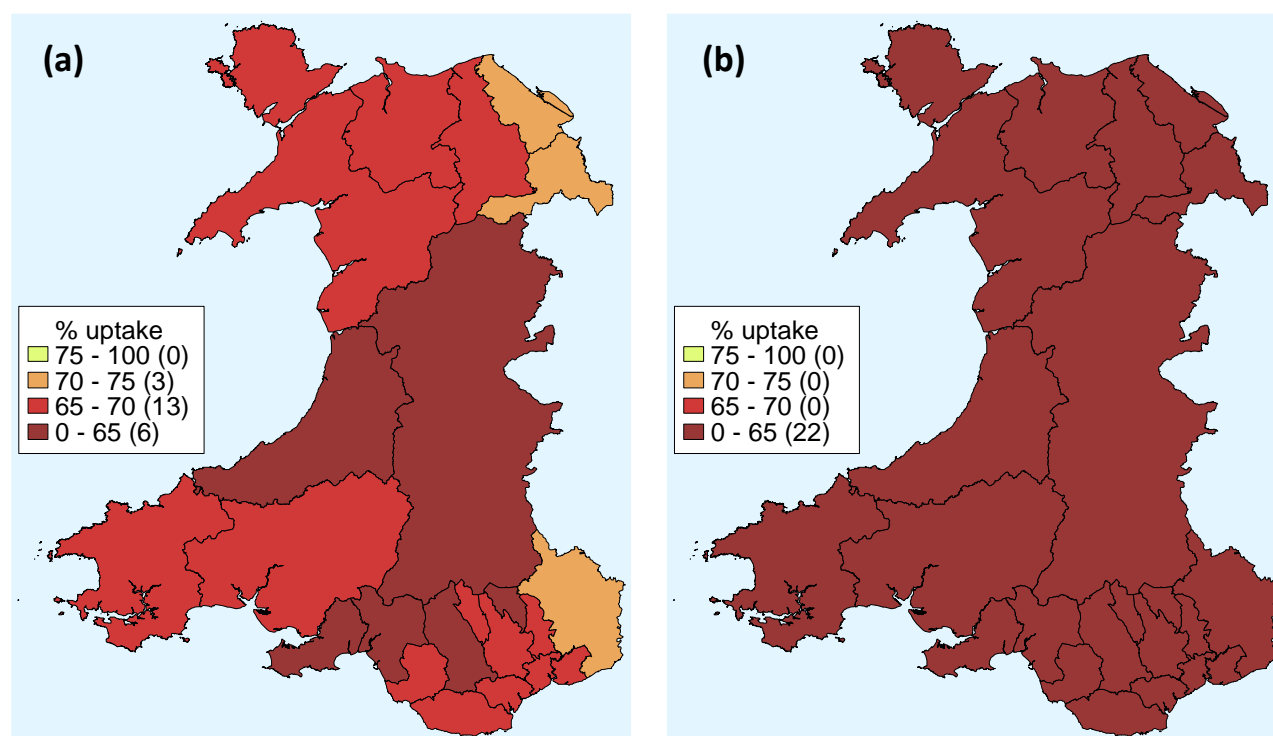 (a)
% uptake
75 - 100 (0)
70 - 75 (3)
65 - 70 (13)
0 - 65 (6)
(b)
% uptake
75 - 100 (0)
70 - 75 (0)
65 - 70 (0)
0 - 65 (22)